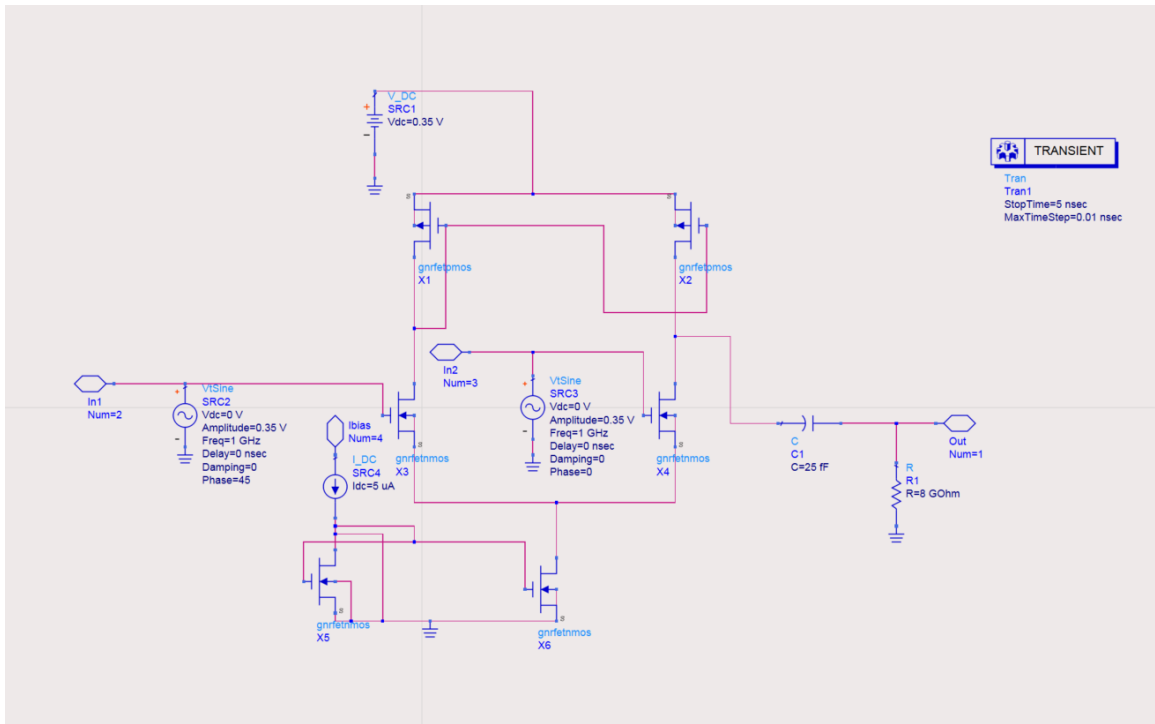 V_DC
SRC1
Vdc=0.35 V
TRANSIENT
Tran
Tran1
StopTime=5 nsec
MaxTimeStep=0.01 nsec
gnrfetpmos
X1
gnrfetpmos
X2
In1
Num=2
VtSine
SRC2
Vdc=0 V
Amplitude=0.35 V
Freq=1 GHz
Delay=0 nsec
Damping=0
Phase=45
In2
Num=3
VtSine
SRC3
Vdc=0 V
Amplitude=0.35 V
Freq=1 GHz
Delay=0 nsec
Damping=0
Phase=0
Ibias
Num=4
I_DC
SRC4
Idc=5 uA
gnrfetnmos
X3
gnrfetnmos
X4
C
C1
C=25 fF
Out
Num=1
R
R1
R=8 GOhm
gnrfetnmos
X5
gnrfetnmos
X6